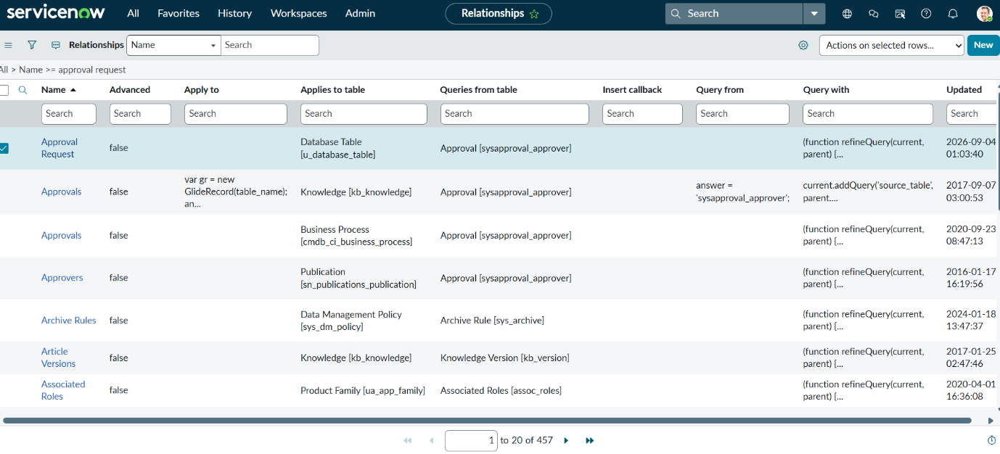 servicenow All Favorites History Workspaces Admin Relationships Search
Relationships Name Search Actions on selected rows... New
All > Name >= approval request
Name Advanced Apply to Applies to table Queries from table Insert callback Query from Query with Updated
Search Search Search Search Search Search Search Search Search
Approval Request false Database Table [u_database_table] Approval [sysapproval_approver] (function refineQuery(current, parent) {... 2026-09-04 01:03:40
Approvals false var gr = new GlideRecord(table_name); an... Knowledge [kb_knowledge] Approval [sysapproval_approver] answer = 'sysapproval_approver'; current.addQuery('source_table', parent.... 2017-09-07 03:00:53
Approvals false Business Process [cmdb_ci_business_process] Approval [sysapproval_approver] (function refineQuery(current, parent) {... 2020-09-23 08:47:13
Approvers false Publication [sn_publications_publication] Approval [sysapproval_approver] (function refineQuery(current, parent) {... 2016-01-17 16:19:56
Archive Rules false Data Management Policy [sys_dm_policy] Archive Rule [sys_archive] (function refineQuery(current, parent) {... 2024-01-18 13:47:37
Article Versions false Knowledge [kb_knowledge] Knowledge Version [kb_version] (function refineQuery(current, parent) {... 2017-01-25 02:47:46
Associated Roles false Product Family [ua_app_family] Associated Roles [assoc_roles] (function refineQuery(current, parent) {... 2020-04-01 16:36:08
1 to 20 of 457